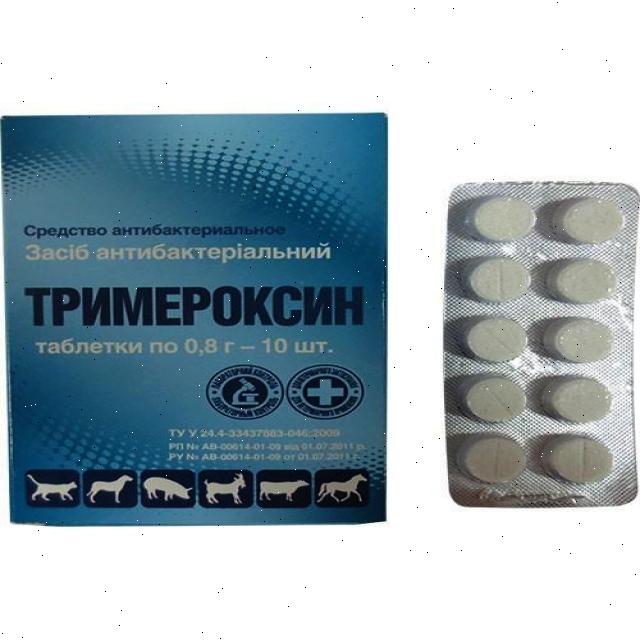 Средство антибактериальное
Засіб антибактеріальний
ТРИМЕРОКСИН
таблетки по 0,8 г – 10 шт.
ТУ У 24.4-33437883-046:2009
РП № АВ-00614-01-09 від 01.07.2011 р.
РУ № АВ-00614-01-09 от 01.07.2011 г.